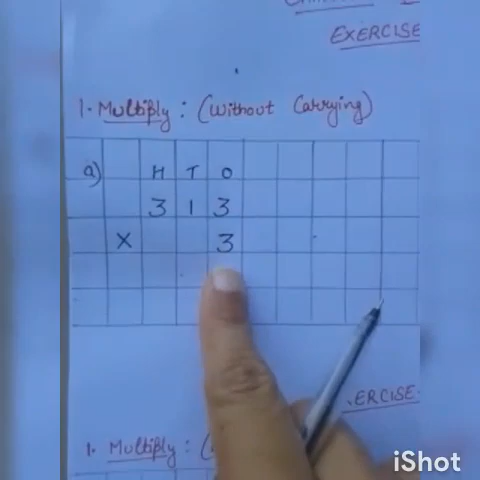 EXERCISE
1. Multiply : (Without Carrying)
a) H T O
3 1 3
X 3
ERCISE
1. Multiply : (
iShot